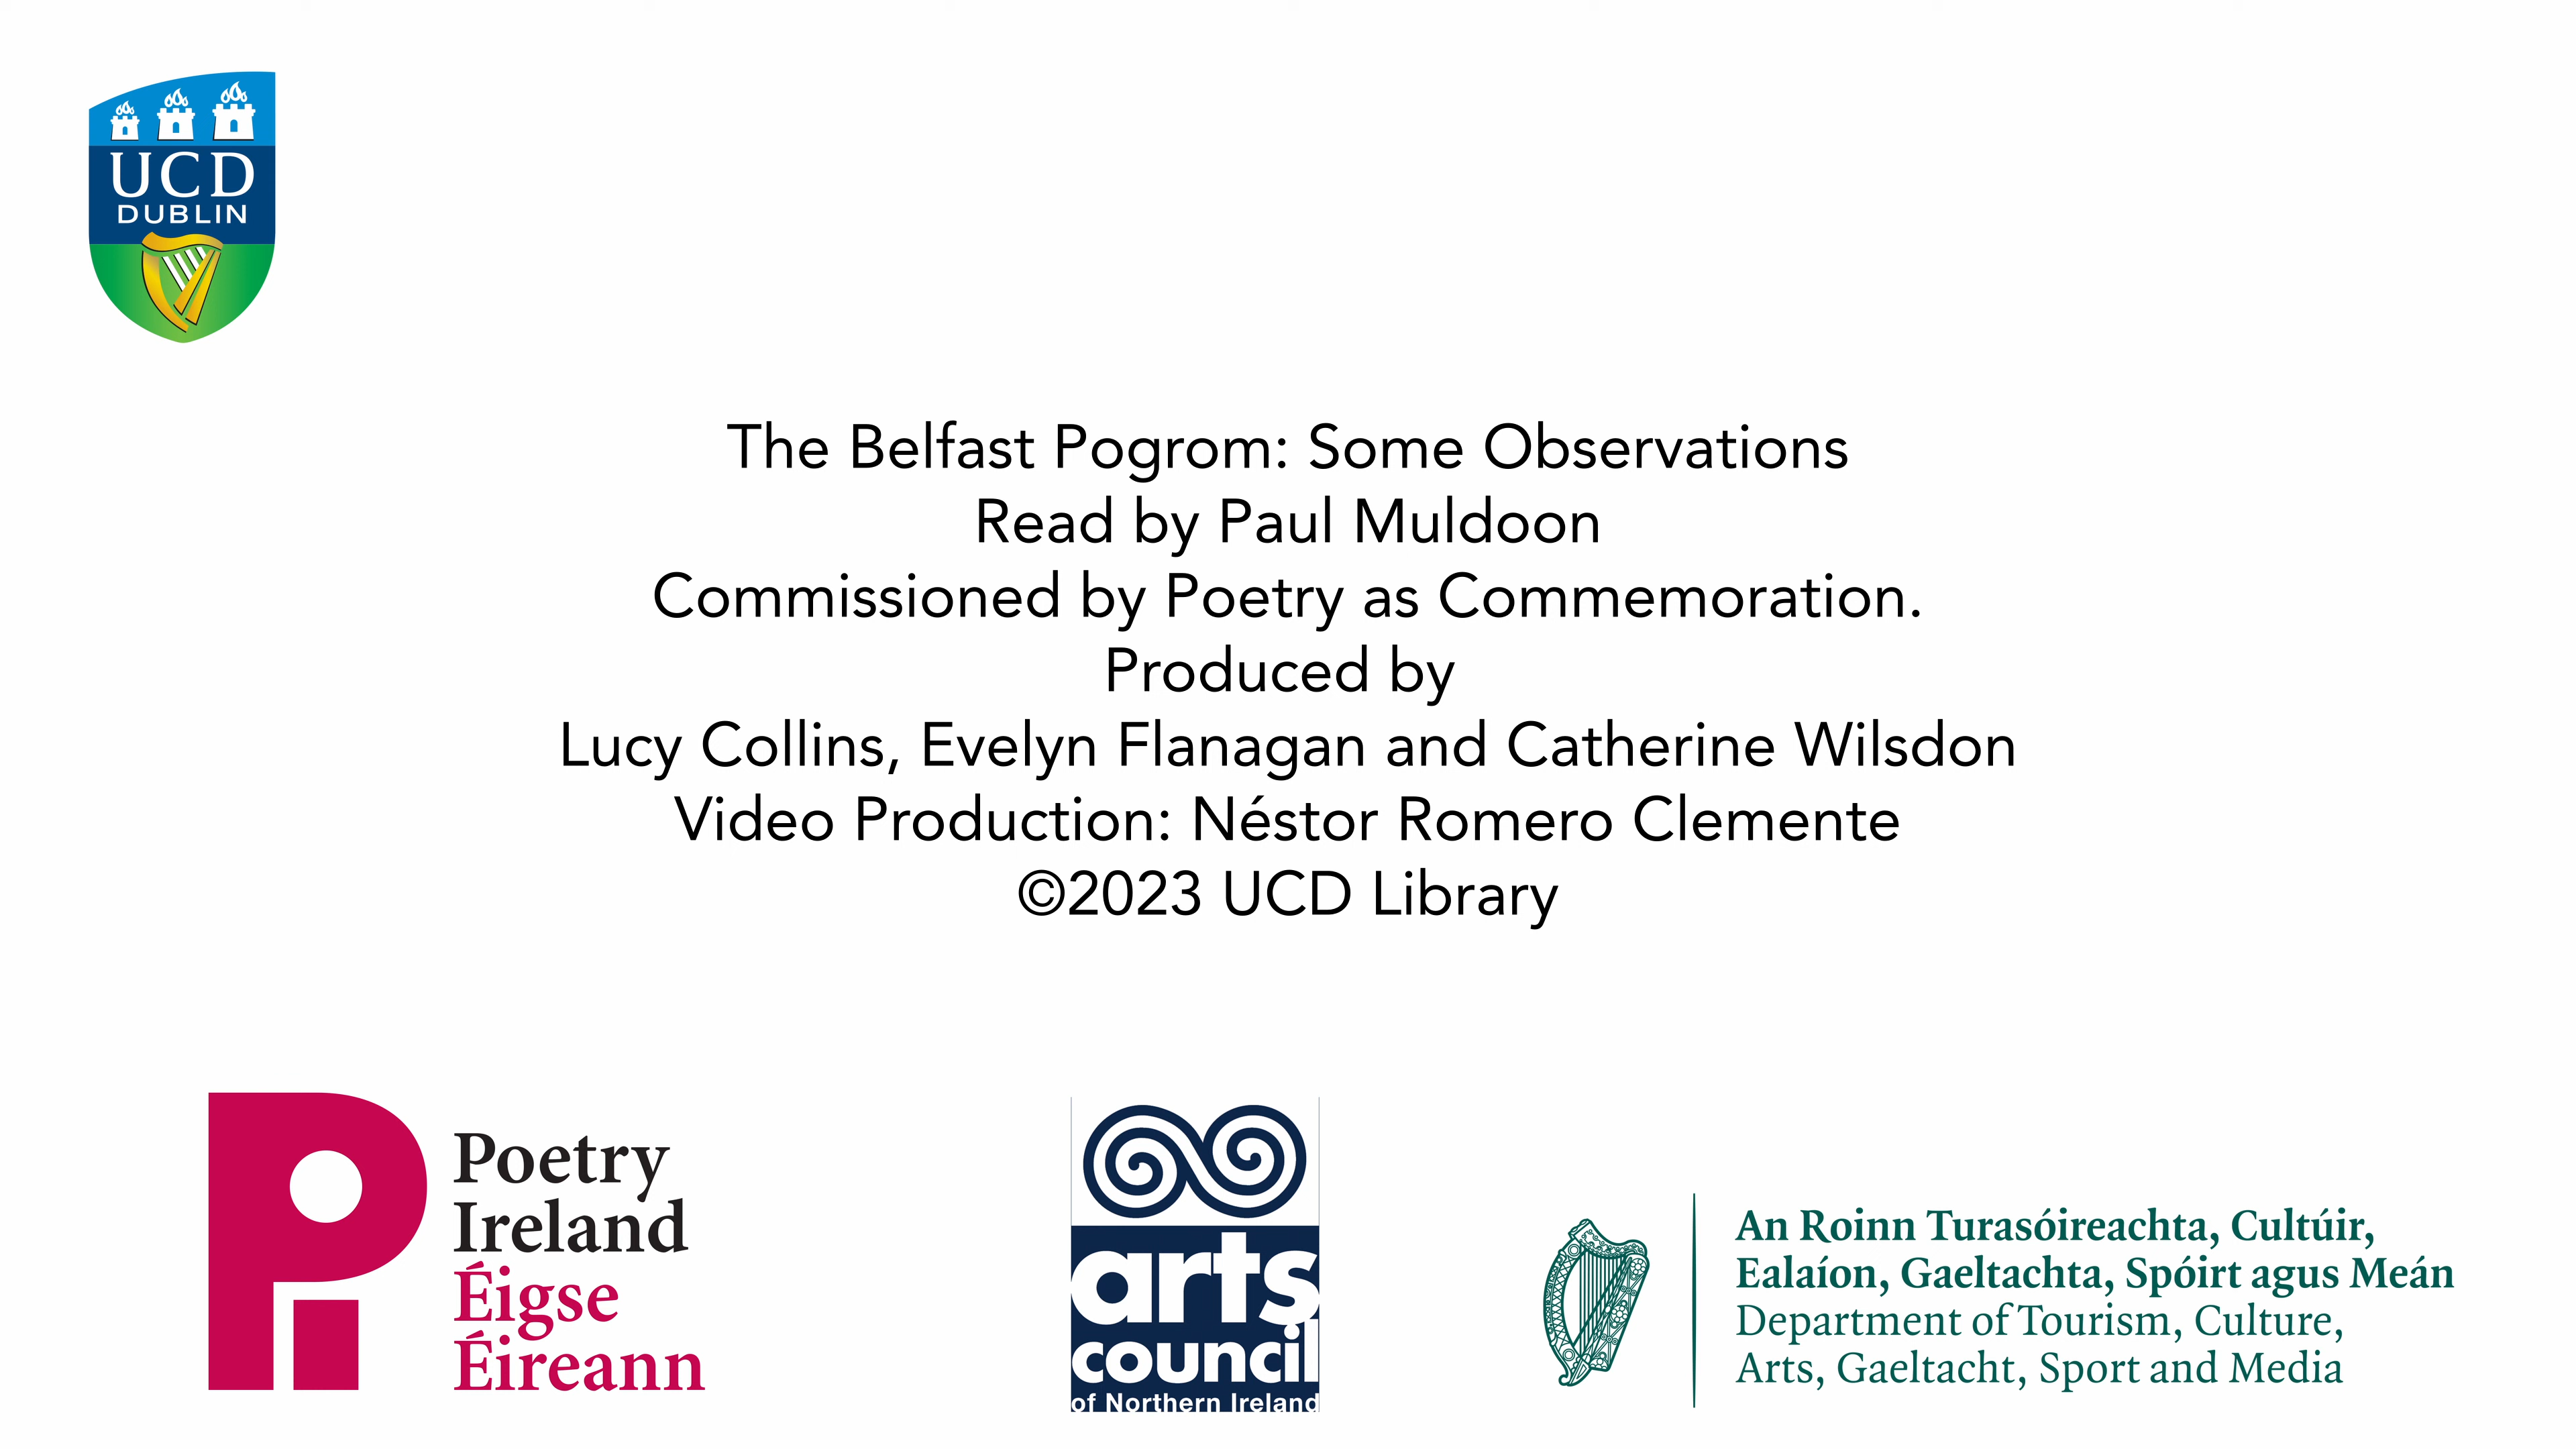 UCD
DUBLIN
The Belfast Pogrom: Some Observations
Read by Paul Muldoon
Commissioned by Poetry as Commemoration.
Produced by
Lucy Collins, Evelyn Flanagan and Catherine Wilsdon
Video Production: Néstor Romero Clemente
©2023 UCD Library
Poetry
Ireland
Éigse
Éireann
arts
council
of Northern Ireland
An Roinn Turasóireachta, Cultúir,
Ealaíon, Gaeltachta, Spóirt agus Meán
Department of Tourism, Culture,
Arts, Gaeltacht, Sport and Media